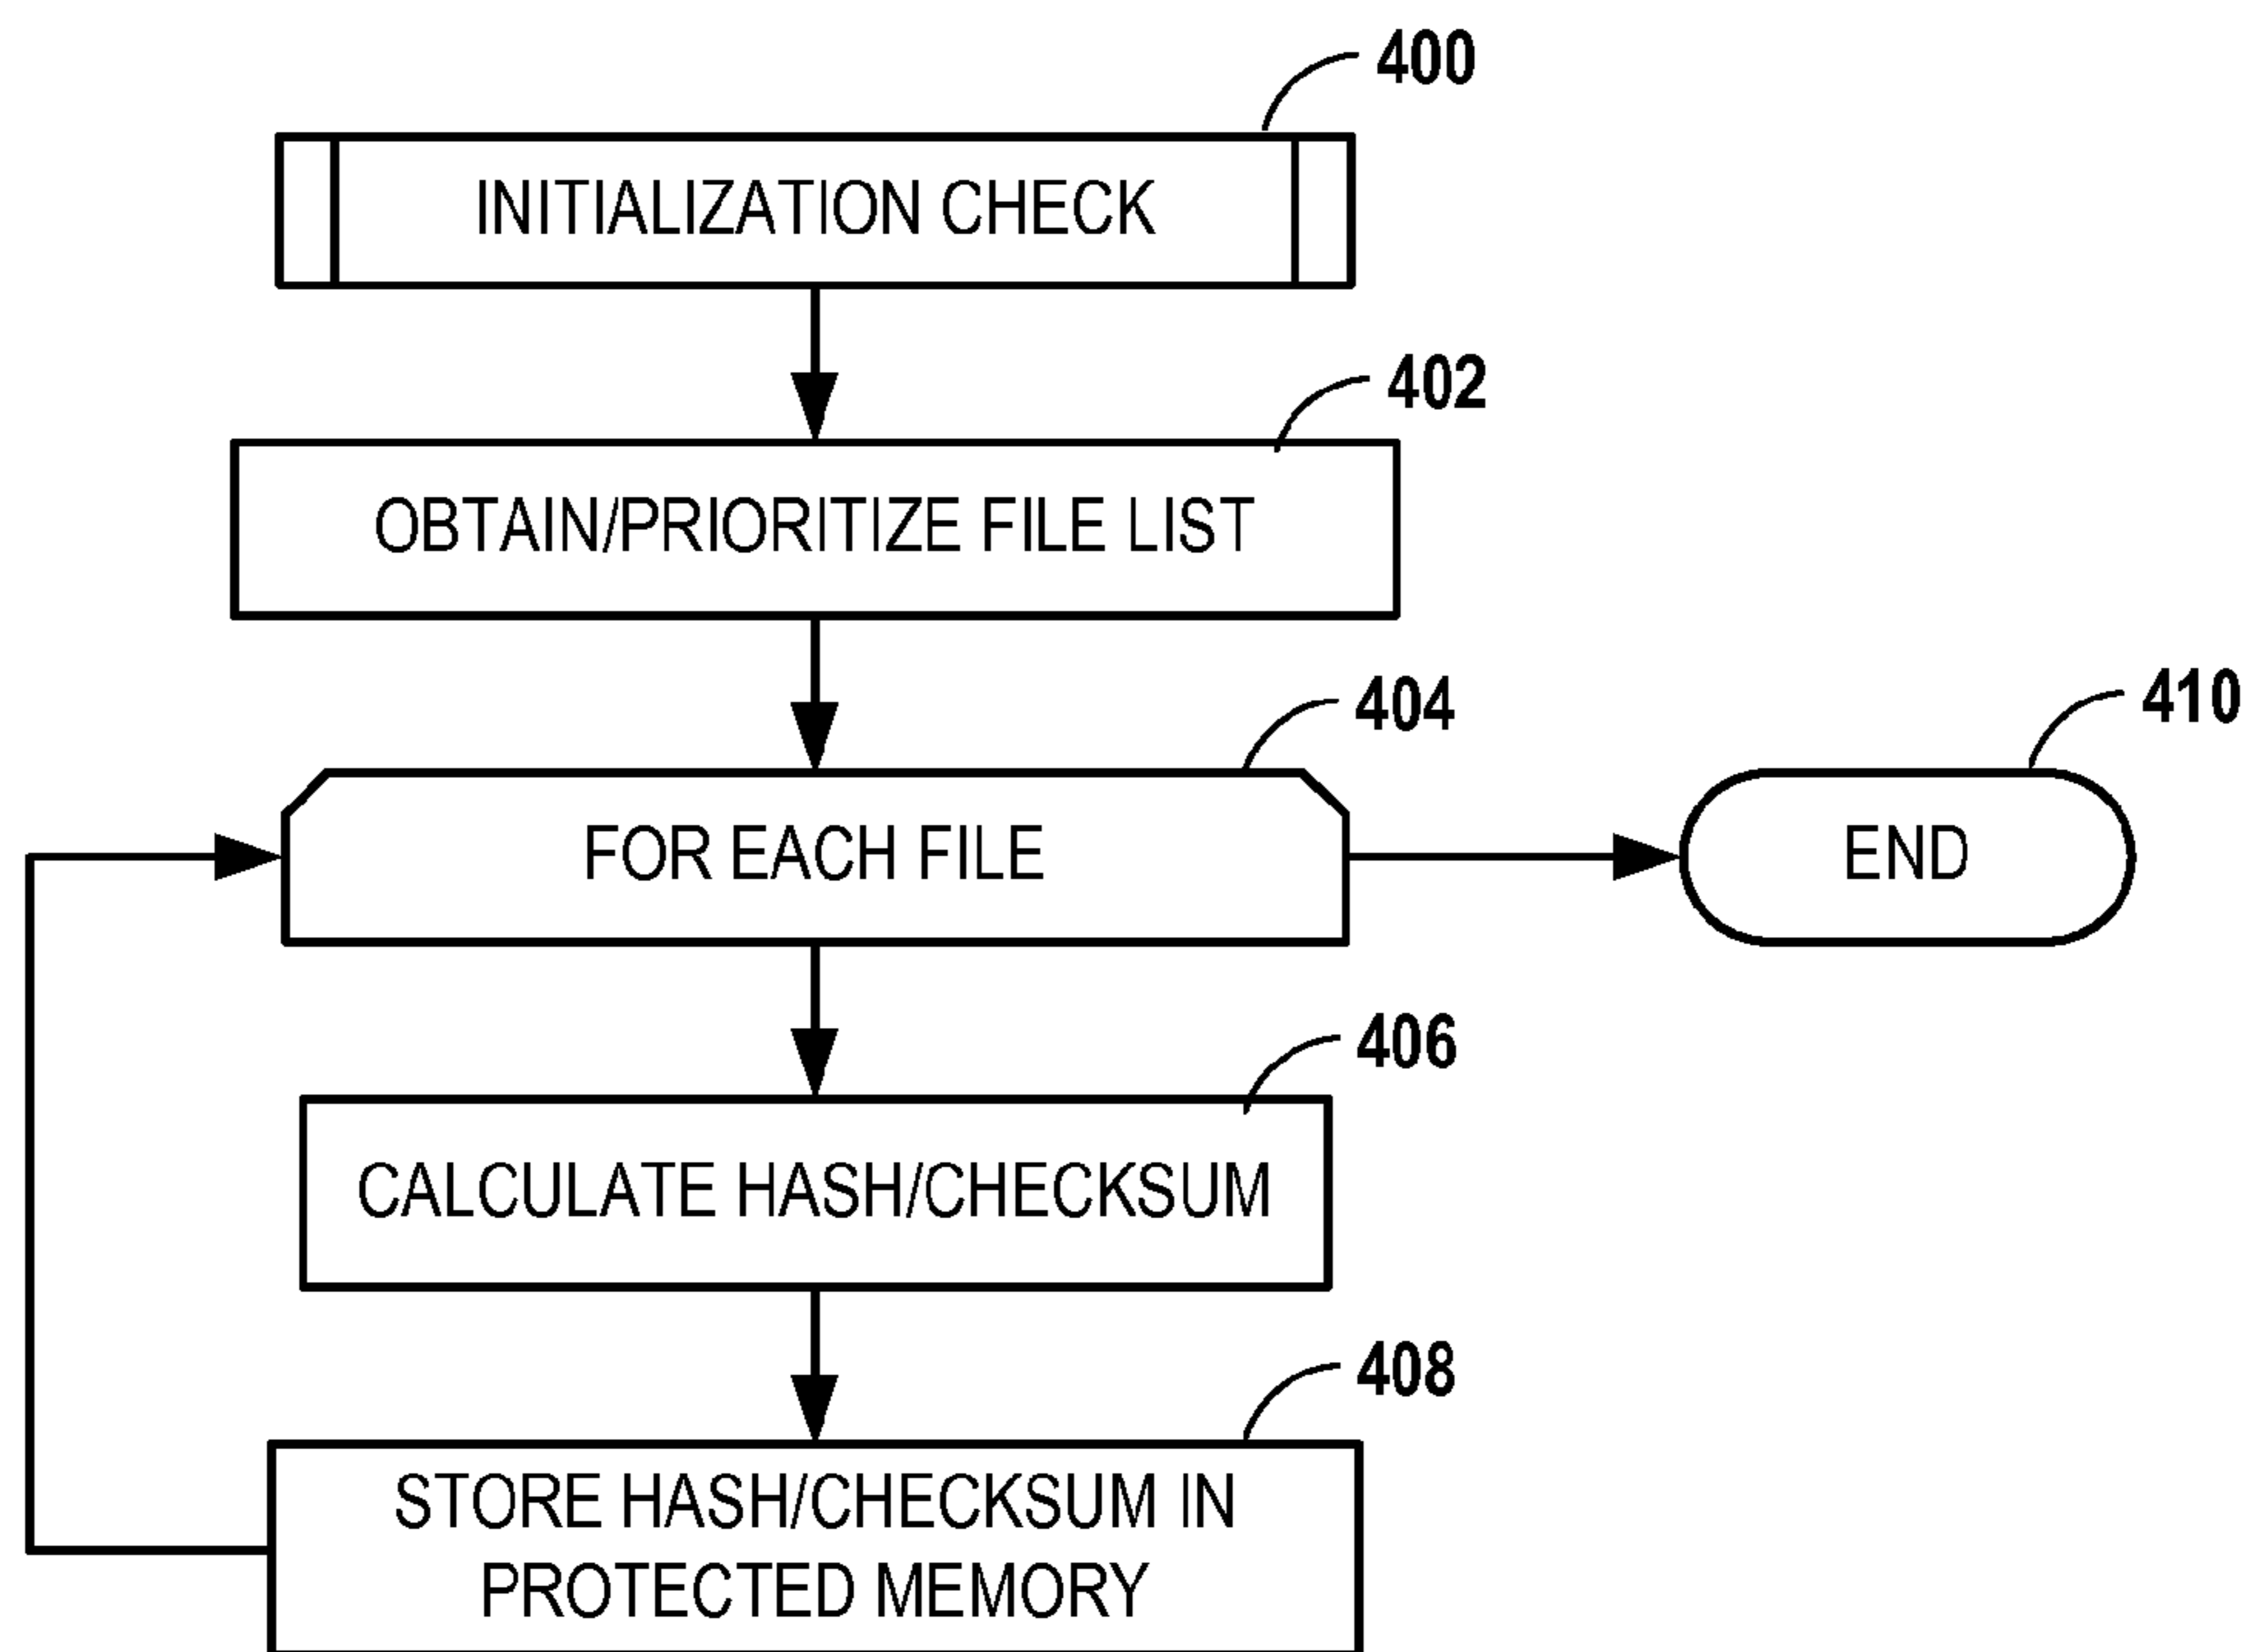 400
INITIALIZATION CHECK
402
OBTAIN/PRIORITIZE FILE LIST
404
410
FOR EACH FILE
END
406
CALCULATE HASH/CHECKSUM
408
STORE HASH/CHECKSUM IN
PROTECTED MEMORY